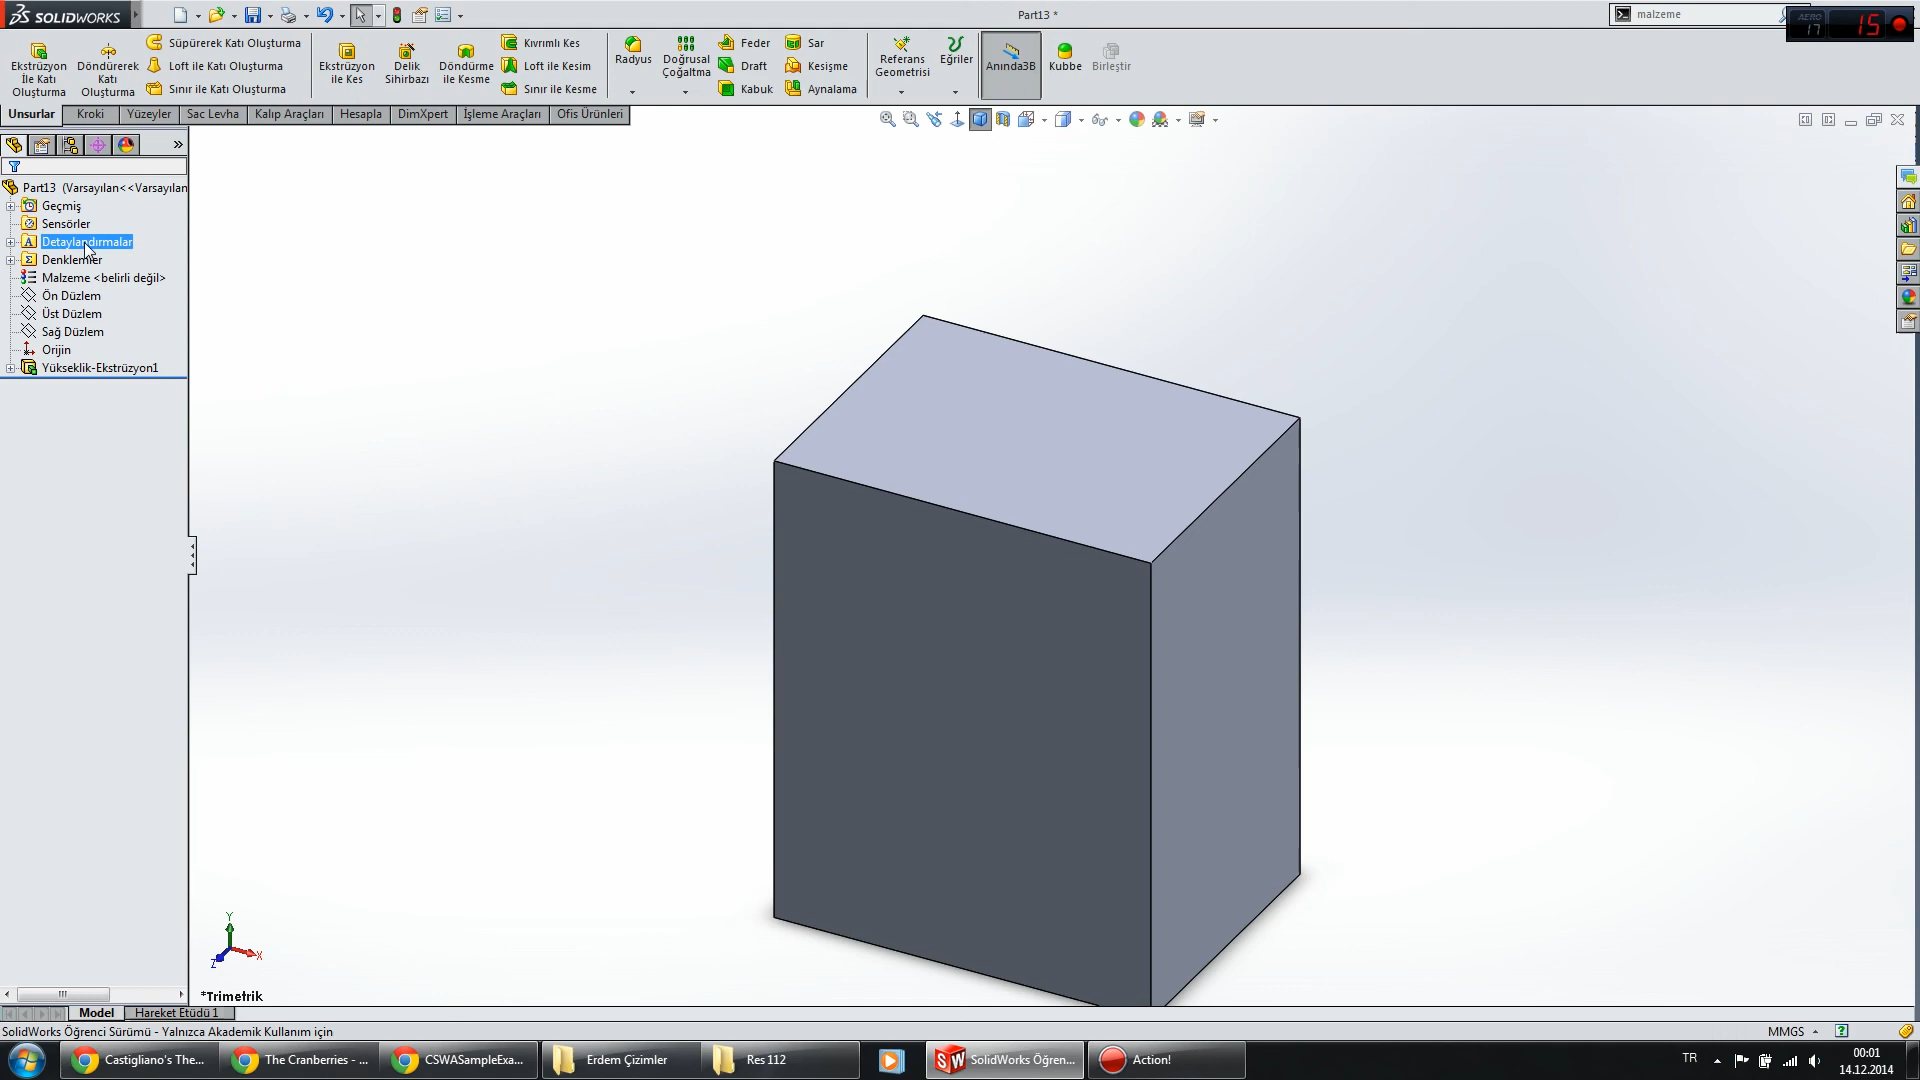 SOLIDWORKS
Part13 *
malzeme
AERO
17
15
Ekstrüzyon
İle Katı
Oluşturma
Döndürerek
Katı
Oluşturma
Süpürerek Katı Oluşturma
Loft ile Katı Oluşturma
Sınır ile Katı Oluşturma
Ekstrüzyon
ile Kes
Delik
Sihirbazı
Döndürme
ile Kesme
Kıvrımlı Kes
Loft ile Kesim
Sınır ile Kesme
Radyus
Doğrusal
Çoğaltma
Feder
Draft
Kabuk
Sar
Kesişme
Aynalama
Referans
Geometrisi
Eğriler
Anında3B
Kubbe
Birleştir
Unsurlar
Kroki
Yüzeyler
Sac Levha
Kalıp Araçları
Hesapla
DimXpert
İşleme Araçları
Ofis Ürünleri
Part13 (Varsayılan<<Varsayılan
Geçmiş
Sensörler
Detaylandırmalar
Denklemler
Malzeme <belirli değil>
Ön Düzlem
Üst Düzlem
Sağ Düzlem
Orijin
Yükseklik-Ekstrüzyon1
Y
X
Z
*Trimetrik
Model
Hareket Etüdü 1
SolidWorks Öğrenci Sürümü - Yalnızca Akademik Kullanım için
MMGS
Castigliano's The...
The Cranberries - ...
CSWASampleExa...
Erdem Çizimler
Res 112
SolidWorks Öğren...
Action!
TR
00:01
14.12.2014